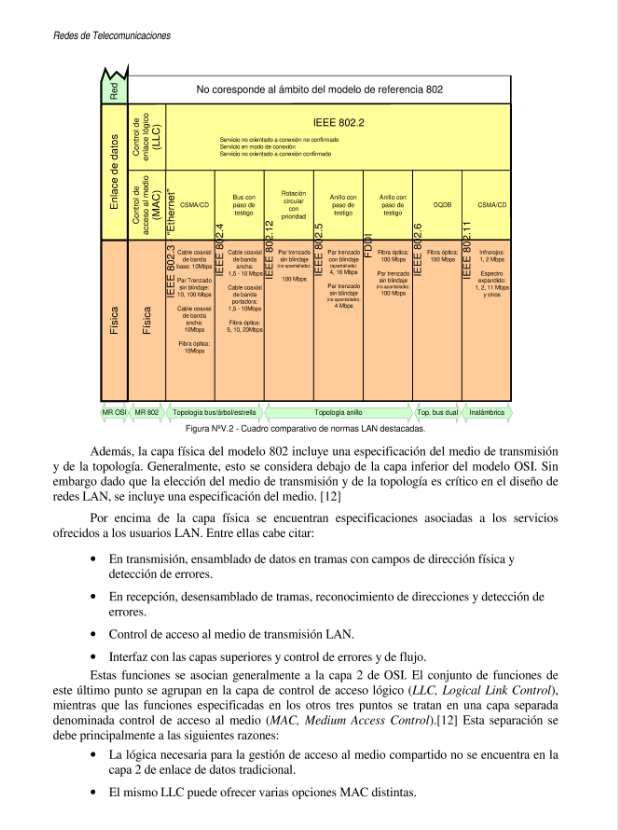 Redes de Telecomunicaciones
Red
No coresponde al ámbito del modelo de referencia 802
Enlace de datos
Control de
enlace lógico
(LLC)
IEEE 802.2
Servicio no orientado a conexión no confirmado
Servicio en modo de conexión
Servicio no orientado a conexión confirmado
Control de
acceso al medio
(MAC)
IEEE 802.3 "Ethernet"
CSMA/CD
IEEE 802.4
Bus con
paso de
testigo
IEEE 802.12
Rotación
circular
con
prioridad
IEEE 802.5
Anillo con
paso de
testigo
FDDI
Anillo con
paso de
testigo
IEEE 802.6
DQDB
IEEE 802.11
CSMA/CD
Física
Física
Cable coaxial
de banda
base: 10Mbps
Par Trenzado
sin blindaje:
10, 100 Mbps
Cable coaxial
de banda
ancha:
10Mbps
Fibra óptica:
10Mbps
Cable coaxial
de banda
ancha:
1,5 - 10 Mbps
Cable coaxial
de banda
portadora:
1,5 - 10Mbps
Fibra óptica:
5, 10, 20Mbps
Par trenzado
sin blindaje
(no apantallado):
100 Mbps
Par trenzado
con blindaje
(apantallado):
4, 16 Mbps
Par trenzado
sin blindaje
(no apantallado):
4 Mbps
Fibra óptica:
100 Mbps
Par trenzado
sin blindaje
(no apantallado):
100 Mbps
Fibra óptica:
100 Mbps
Infrarojos:
1, 2 Mbps
Espectro
expandido:
1, 2, 11 Mbps
y otros
MR OSI
MR 802
Topología bus/árbol/estrella
Topología anillo
Top. bus dual
Inalámbrica
Figura NºV.2 - Cuadro comparativo de normas LAN destacadas.
Además, la capa física del modelo 802 incluye una especificación del medio de transmisión
y de la topología. Generalmente, esto se considera debajo de la capa inferior del modelo OSI. Sin
embargo dado que la elección del medio de transmisión y de la topología es crítico en el diseño de
redes LAN, se incluye una especificación del medio. [12]
Por encima de la capa física se encuentran especificaciones asociadas a los servicios
ofrecidos a los usuarios LAN. Entre ellas cabe citar:
• En transmisión, ensamblado de datos en tramas con campos de dirección física y
detección de errores.
• En recepción, desensamblado de tramas, reconocimiento de direcciones y detección de
errores.
• Control de acceso al medio de transmisión LAN.
• Interfaz con las capas superiores y control de errores y de flujo.
Estas funciones se asocian generalmente a la capa 2 de OSI. El conjunto de funciones de
este último punto se agrupan en la capa de control de acceso lógico (LLC, Logical Link Control),
mientras que las funciones especificadas en los otros tres puntos se tratan en una capa separada
denominada control de acceso al medio (MAC, Medium Access Control).[12] Esta separación se
debe principalmente a las siguientes razones:
• La lógica necesaria para la gestión de acceso al medio compartido no se encuentra en la
capa 2 de enlace de datos tradicional.
• El mismo LLC puede ofrecer varias opciones MAC distintas.